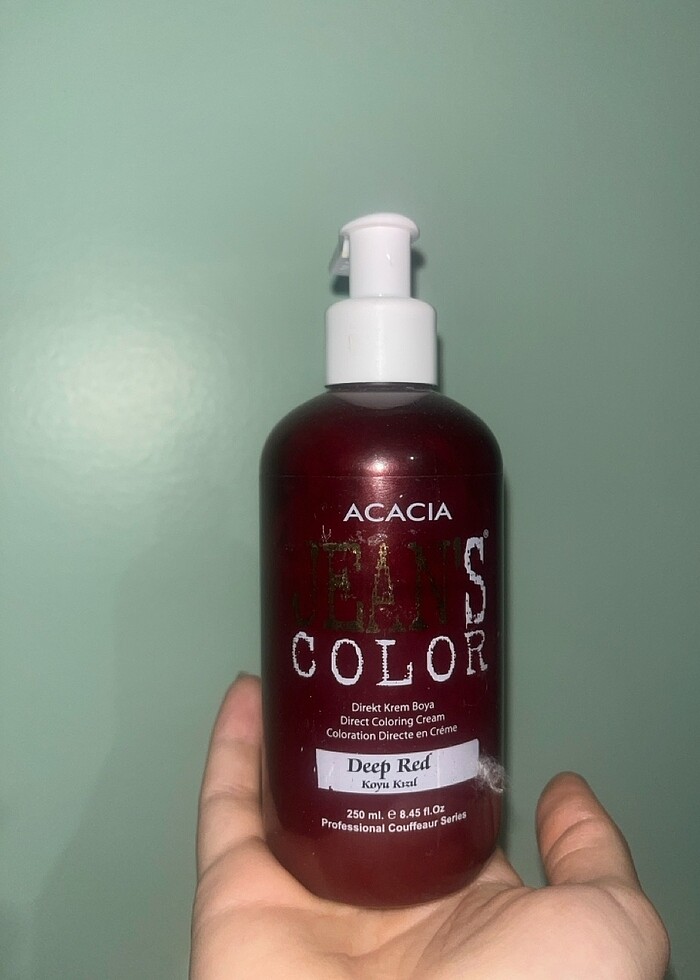 ACACIA
JEAN'S®
COLOR
Direkt Krem Boya
Direct Coloring Cream
Coloration Directe en Créme
Deep Red
Koyu Kızıl
250 ml. ℮ 8.45 fl.Oz
Professional Couffeaur Series